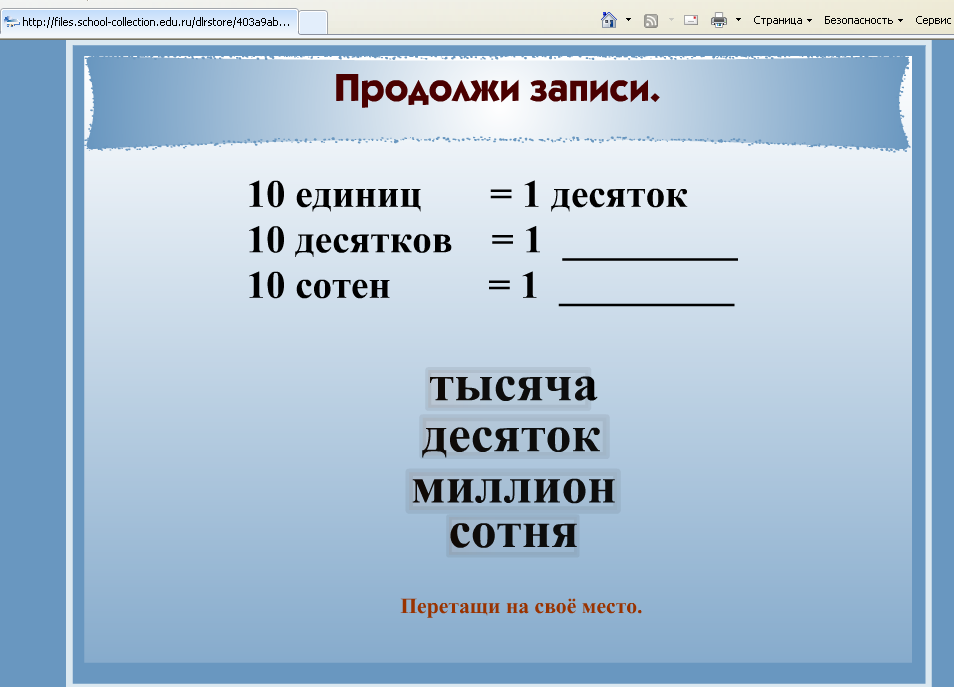 http://files.school-collection.edu.ru/dlrstore/403a9ab...
Страница Безопасность Сервис
Продолжи записи.
10 единиц = 1 десяток
10 десятков = 1 _________
10 сотен = 1 _________
тысяча
десяток
миллион
сотня
Перетащи на своё место.